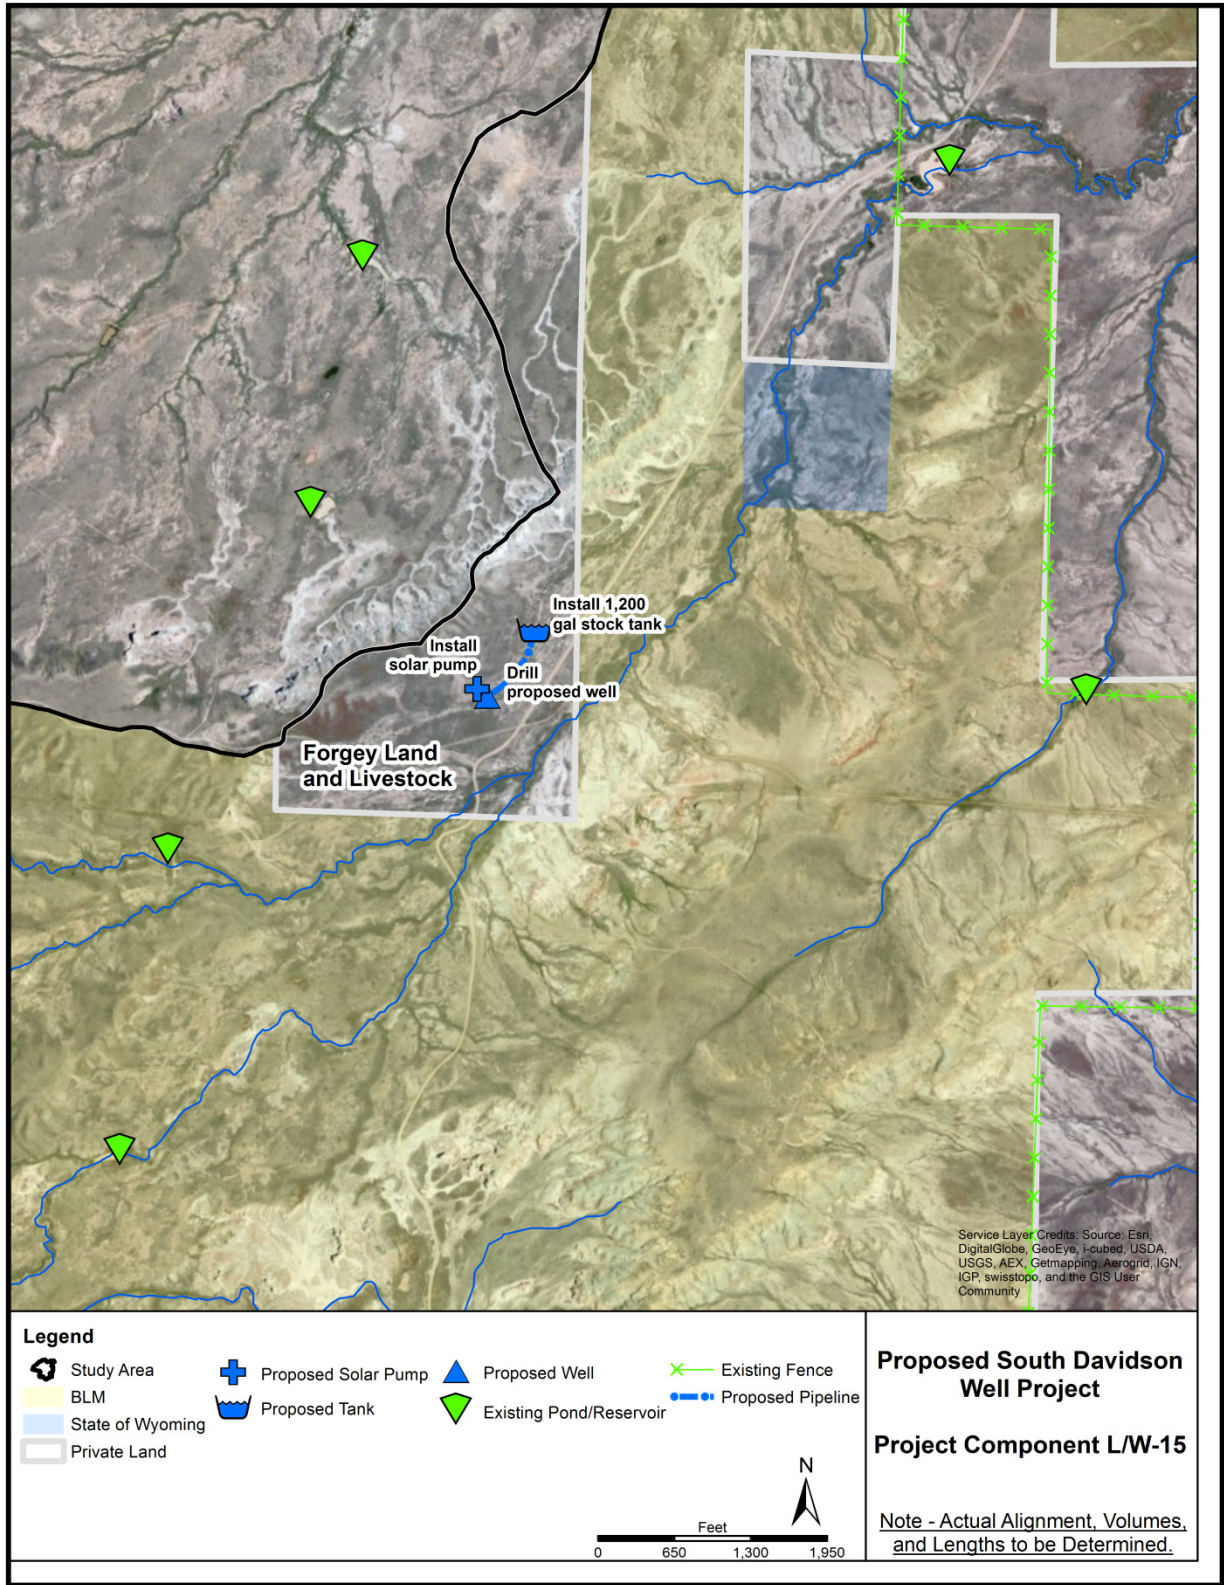 Install 1,200
gal stock tank
Install
solar pump
Drill
proposed well
Forgey Land
and Livestock
Service Layer Credits: Source: Esri,
DigitalGlobe, GeoEye, i-cubed, USDA,
USGS, AEX, Getmapping, Aerogrid, IGN,
IGP, swisstopo, and the GIS User
Community
Legend
Study Area
BLM
State of Wyoming
Private Land
Proposed Solar Pump
Proposed Tank
Proposed Well
Existing Pond/Reservoir
Existing Fence
Proposed Pipeline
N
Feet
0 650 1,300 1,950
Proposed South Davidson
Well Project
Project Component L/W-15
Note - Actual Alignment, Volumes,
and Lengths to be Determined.